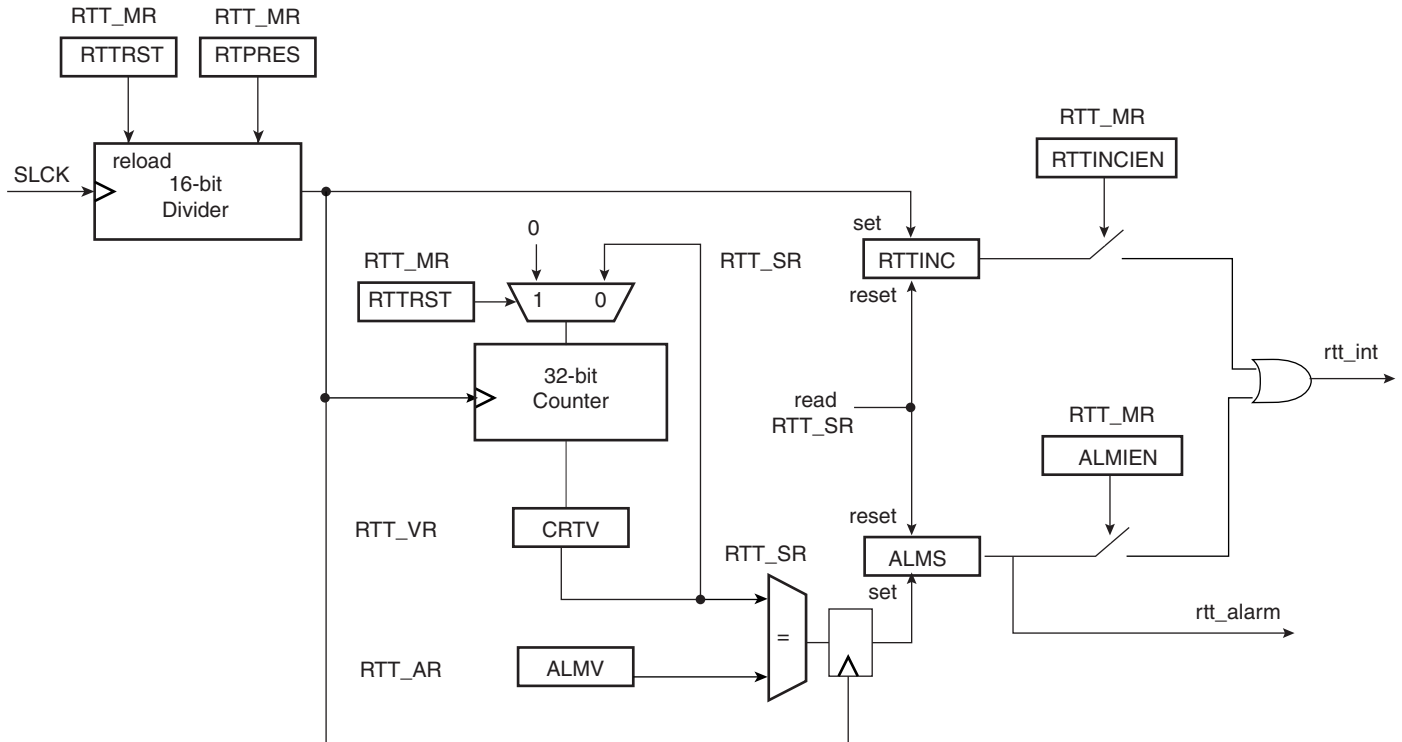 RTT_MR
RTTRST
RTT_MR
RTPRES
reload
16-bit
Divider
SLCK
RTT_MR
RTTINCIEN
0
set
RTTINC
reset
RTT_MR
RTTRST
1
0
RTT_SR
32-bit
Counter
rtt_int
read
RTT_SR
RTT_MR
ALMIEN
RTT_VR
CRTV
reset
ALMS
set
RTT_SR
=
rtt_alarm
RTT_AR
ALMV